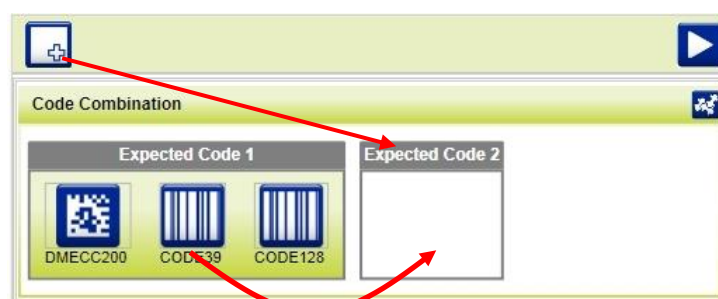 Code Combination
Expected Code 1
Expected Code 2
DMECC200
CODE39
CODE128